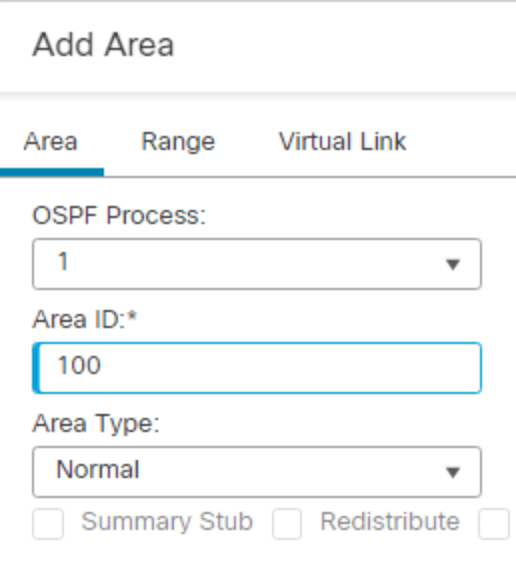 Add Area
Area Range Virtual Link
OSPF Process:
1
Area ID:*
100
Area Type:
Normal
Summary Stub Redistribute